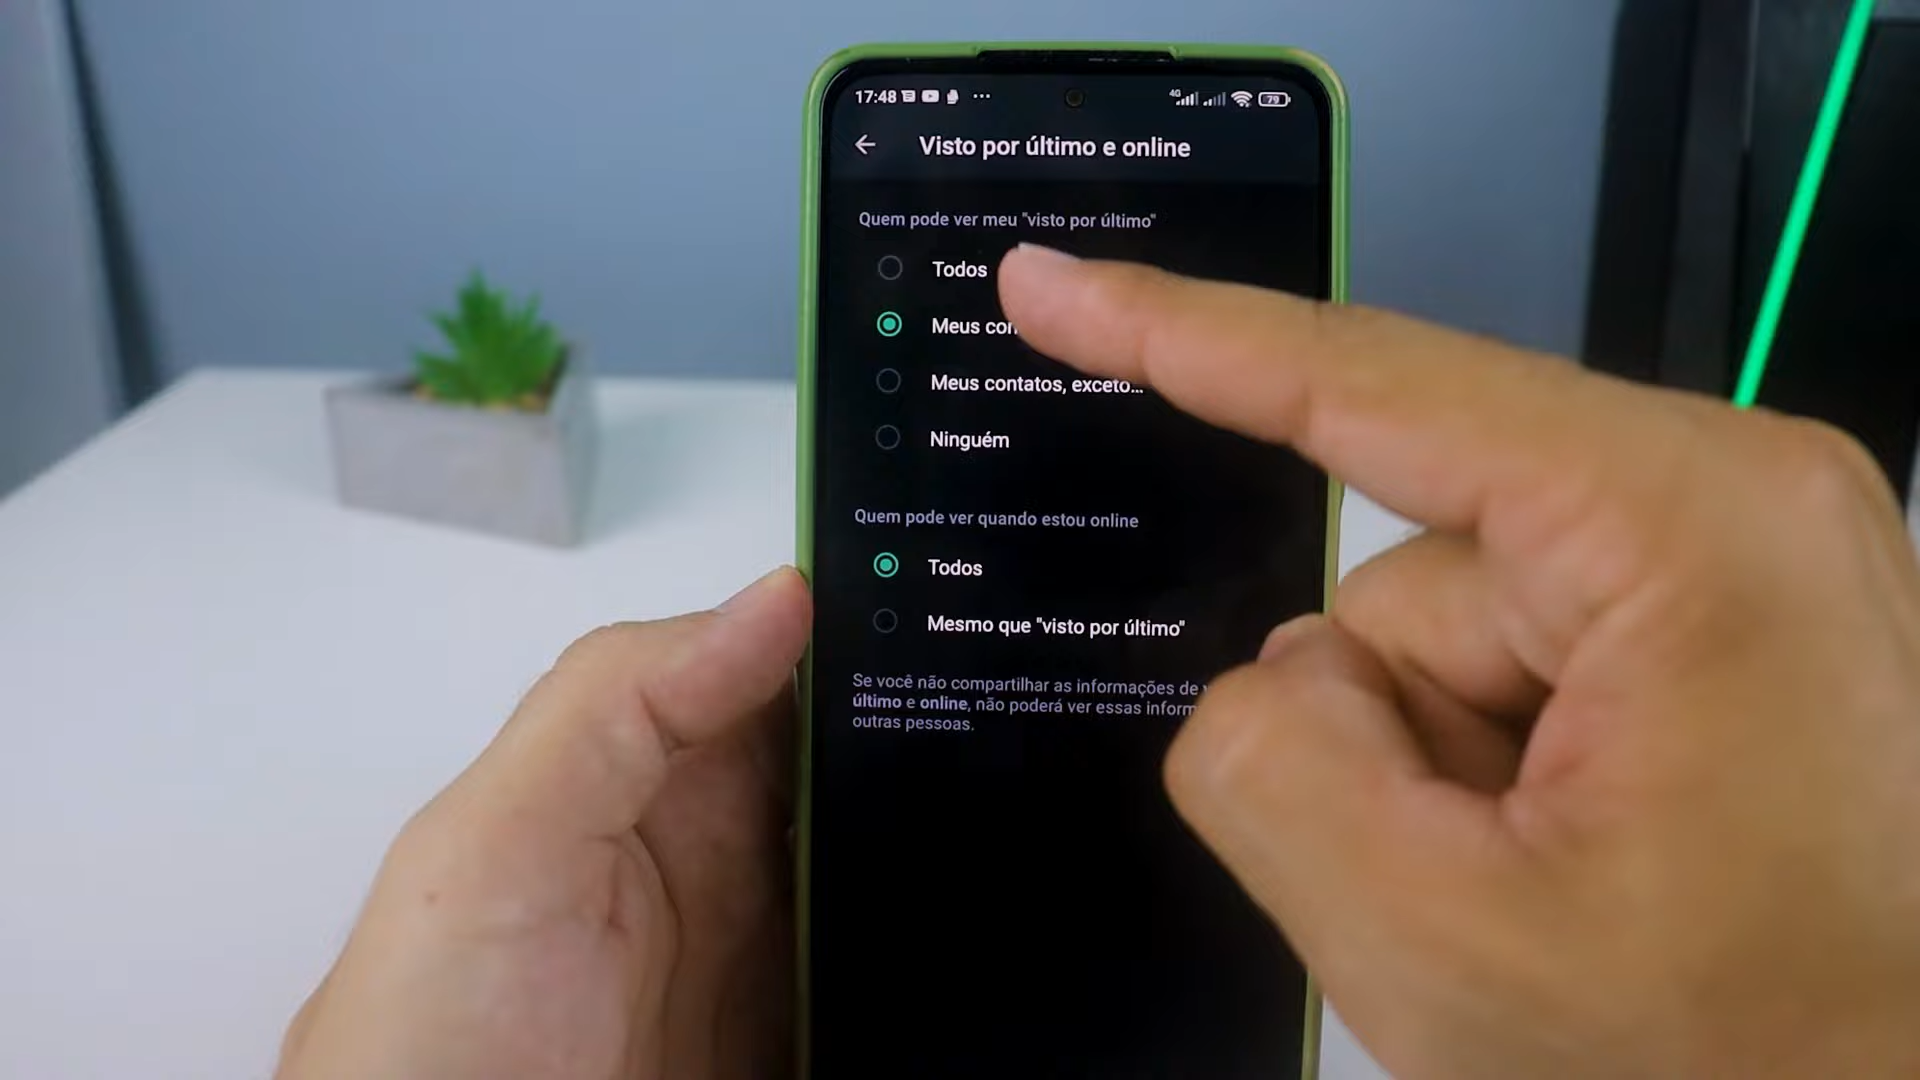 17:48
4G
79
Visto por último e online
Quem pode ver meu "visto por último"
Todos
Meus
Meus contatos, exceto...
Ninguém
Quem pode ver quando estou online
Todos
Mesmo que "visto por último"
Se você não compartilhar as informações de
último e online, não poderá ver essas
outras pessoas.